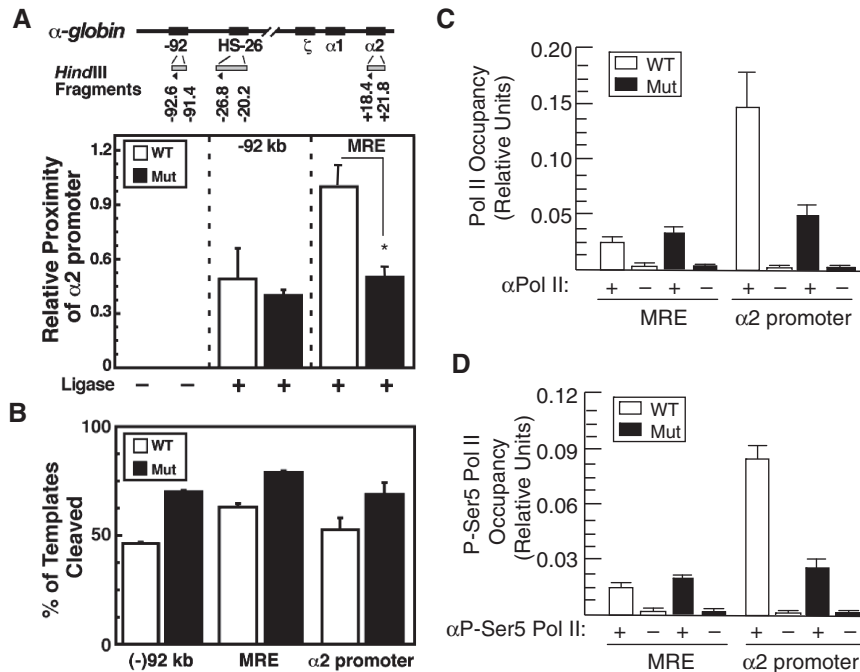 A
α-globin
-92 HS-26 ζ α1 α2
HindIII
Fragments
-92.6
-91.4
-26.8
-20.2
+18.4
+21.8
Relative Proximity
of α2 promoter
1.2
0.9
0.6
0.3
0
WT
Mut
-92 kb
MRE
*
Ligase − − + + + +
B
% of Templates
Cleaved
100
50
0
WT
Mut
(-)92 kb MRE α2 promoter
C
Pol II Occupancy
(Relative Units)
0.20
0.15
0.10
0.05
WT
Mut
αPol II: + − + − + − + −
MRE α2 promoter
D
P-Ser5 Pol II
Occupancy
(Relative Units)
0.12
0.09
0.06
0.03
WT
Mut
αP-Ser5 Pol II: + − + − + − + −
MRE α2 promoter